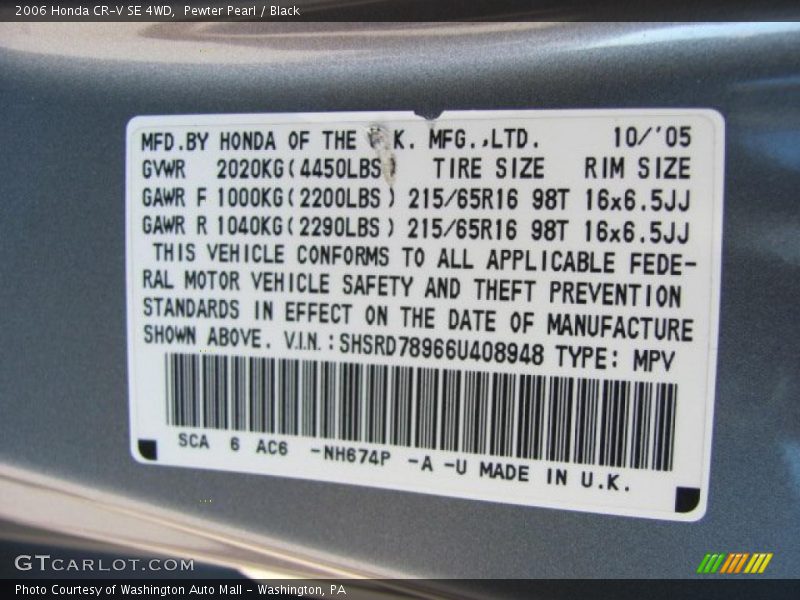 2006 Honda CR-V SE 4WD, Pewter Pearl / Black
MFD.BY HONDA OF THE K. MFG.,LTD. 10/'05
GVWR 2020KG(4450LBS) TIRE SIZE RIM SIZE
GAWR F 1000KG(2200LBS) 215/65R16 98T 16x6.5JJ
GAWR R 1040KG(2290LBS) 215/65R16 98T 16x6.5JJ
THIS VEHICLE CONFORMS TO ALL APPLICABLE FEDE-
RAL MOTOR VEHICLE SAFETY AND THEFT PREVENTION
STANDARDS IN EFFECT ON THE DATE OF MANUFACTURE
SHOWN ABOVE. V.I.N.:SHSRD78966U408948 TYPE: MPV
SCA 6 AC6 -NH674P -A -U MADE IN U.K.
GTCARLOT.COM
Photo Courtesy of Washington Auto Mall - Washington, PA